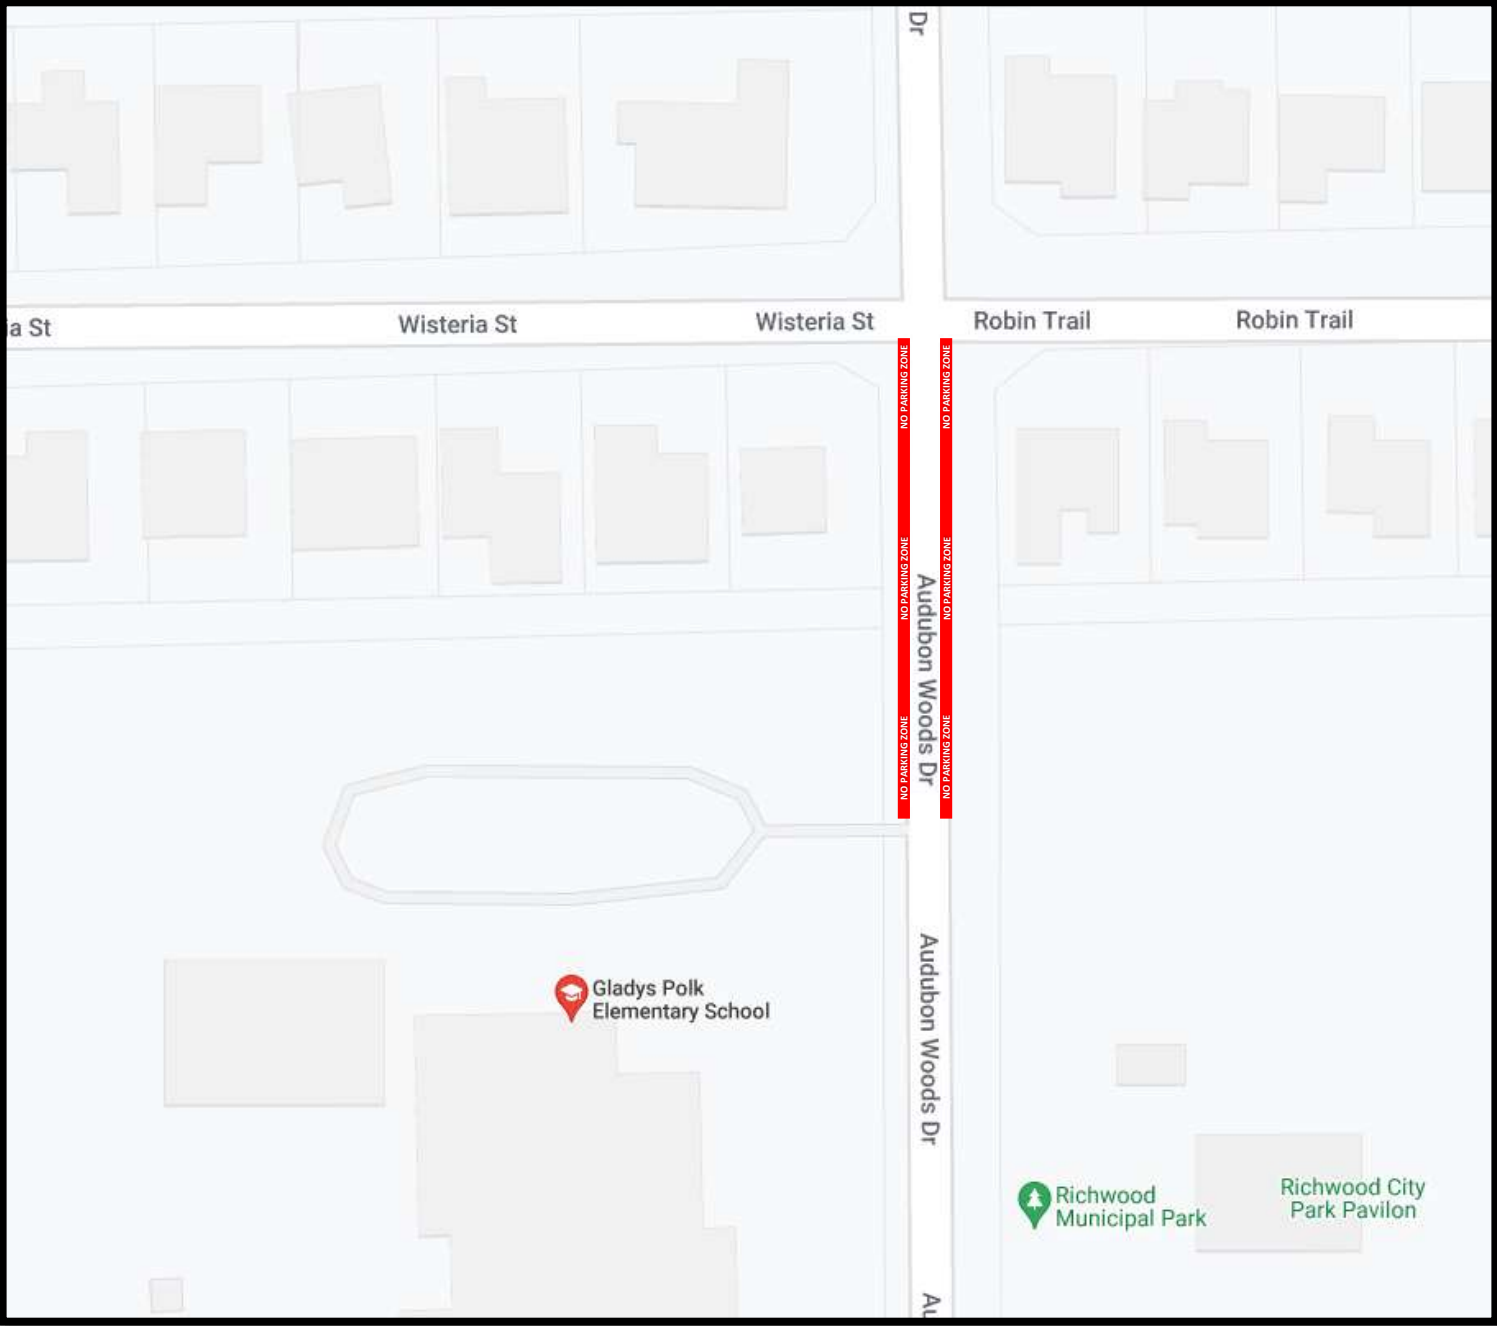 Dr
ia St
Wisteria St
Wisteria St
Robin Trail
Robin Trail
NO PARKING ZONE
NO PARKING ZONE
NO PARKING ZONE
NO PARKING ZONE
Audubon Woods Dr
NO PARKING ZONE
NO PARKING ZONE
Audubon Woods Dr
Gladys Polk
Elementary School
Richwood
Municipal Park
Richwood City
Park Pavilon
Au